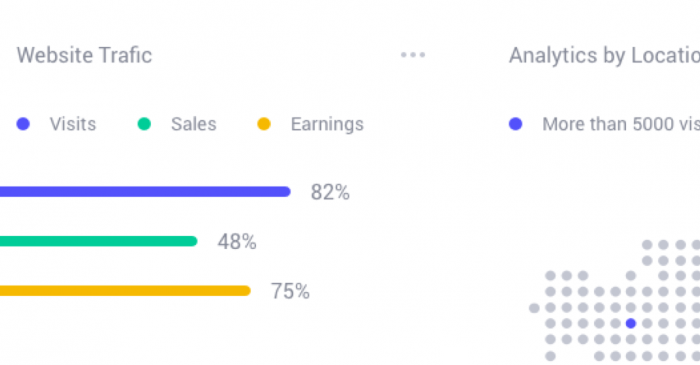 Website Trafic
Visits
Sales
Earnings
82%
48%
75%
Analytics by Locatio
More than 5000 vis